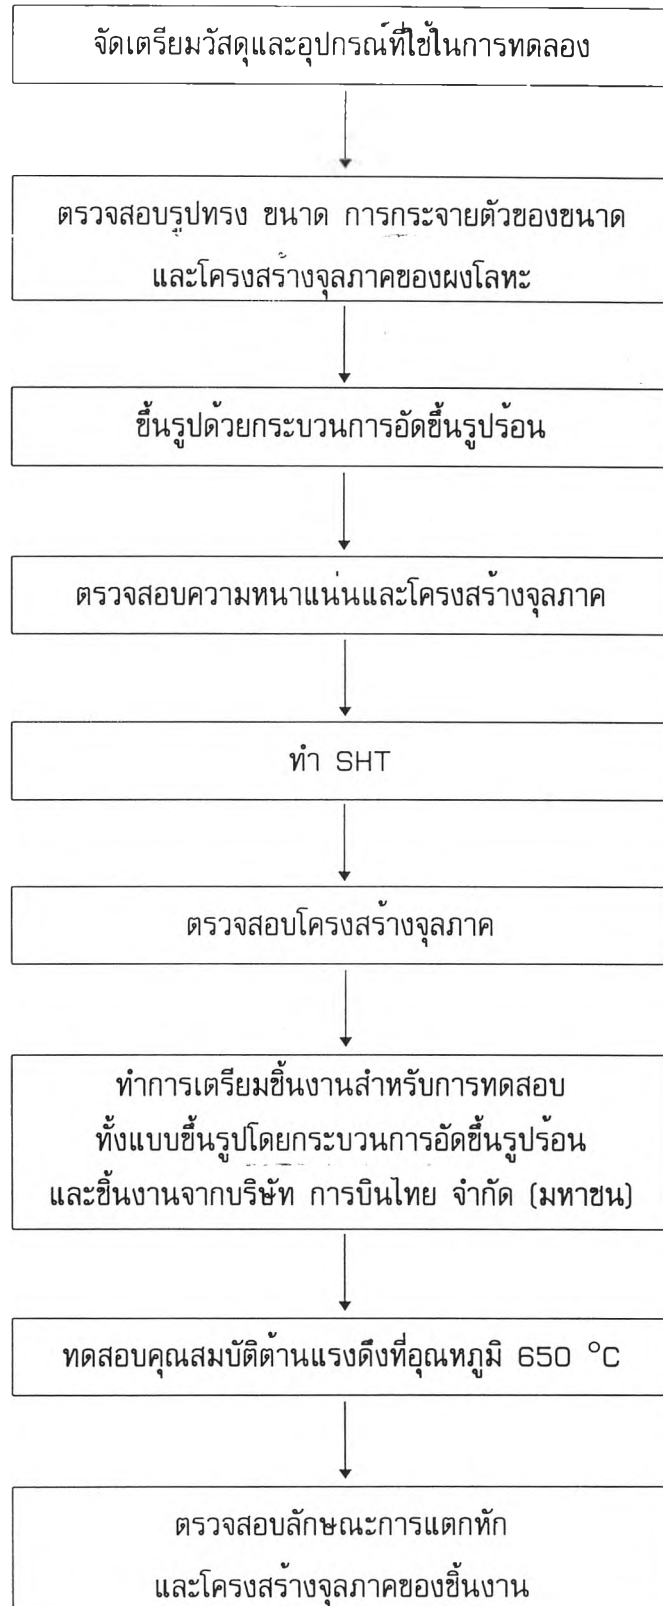 จัดเตรียมวัสดุและอุปกรณ์ที่ใช้ในการทดลอง
ตรวจสอบรูปทรง ขนาด การกระจายตัวของขนาด
และโครงสร้างจุลภาคของผงโลหะ
ขึ้นรูปด้วยกระบวนการอัดขึ้นรูปร้อน
ตรวจสอบความหนาแน่นและโครงสร้างจุลภาค
ทำ SHT
ตรวจสอบโครงสร้างจุลภาค
ทำการเตรียมชิ้นงานสำหรับการทดสอบ
ทั้งแบบขึ้นรูปโดยกระบวนการอัดขึ้นรูปร้อน
และชิ้นงานจากบริษัท การบินไทย จำกัด (มหาชน)
ทดสอบคุณสมบัติต้านแรงดึงที่อุณหภูมิ 650 °C
ตรวจสอบลักษณะการแตกหัก
และโครงสร้างจุลภาคของชิ้นงาน